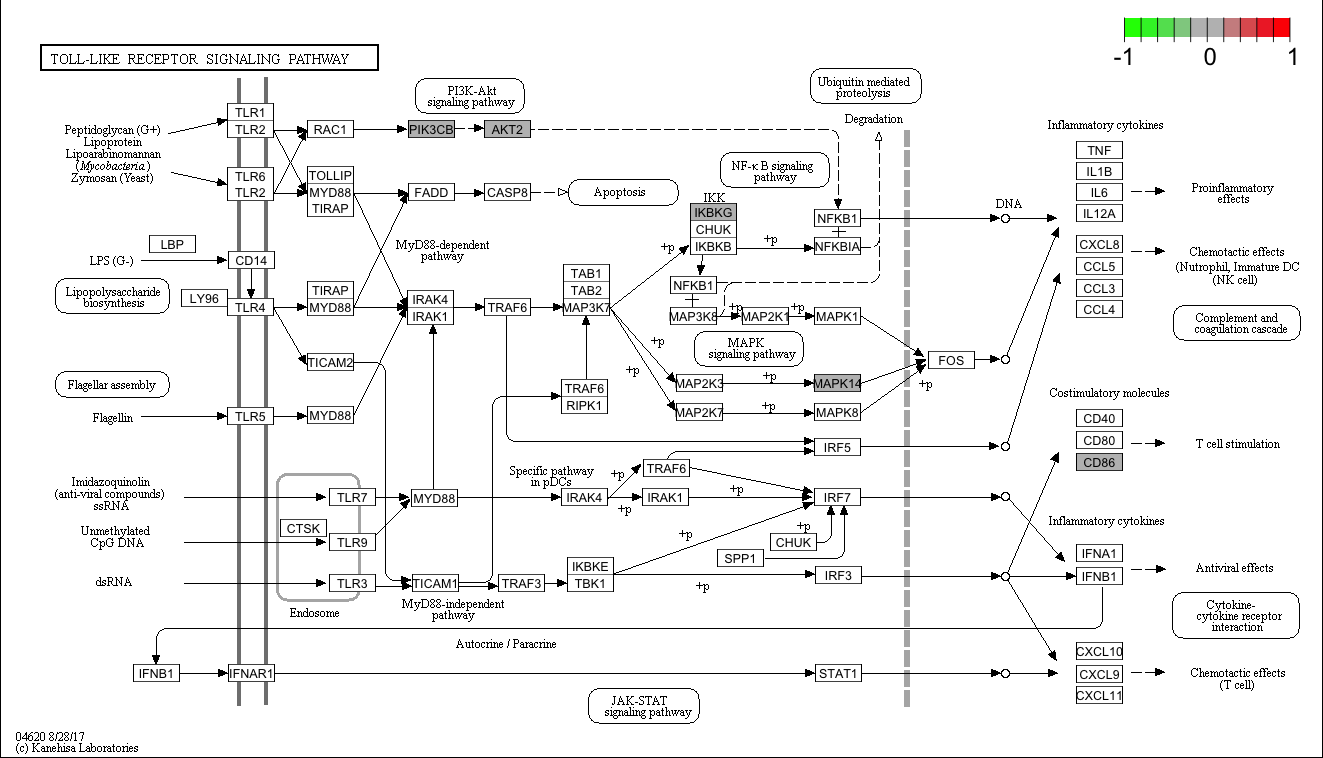 TOLL-LIKE RECEPTOR SIGNALING PATHWAY
-1
0
1
PI3K-Akt
signaling pathway
Ubiquitin mediated
proteolysis
Degradation
TLR1
TLR2
Peptidoglycan (G+)
Lipoprotein
Lipoarabinomannan
(Mycobacteria)
Zymosan (Yeast)
TLR6
TLR2
RAC1
PIK3CB
AKT2
TOLLIP
MYD88
TIRAP
FADD
CASP8
Apoptosis
NF-κ B signaling
pathway
IKK
IKBKG
CHUK
IKBKB
+p
+p
NFKB1
+
NFKBIA
DNA
Inflammatory cytokines
TNF
IL1B
IL6
IL12A
Proinflammatory
effects
CXCL8
CCL5
CCL3
CCL4
Chemotactic effects
(Nutrophil, Immature DC
(NK cell)
Complement and
coagulation cascade
LBP
LPS (G-)
CD14
MyD88-dependent
pathway
Lipopolysaccharide
biosynthesis
LY96
TLR4
TIRAP
MYD88
IRAK4
IRAK1
TRAF6
TAB1
TAB2
MAP3K7
NFKB1
+
MAP3K8
+p
MAP2K1
+p
MAPK1
MAPK
signaling pathway
+p
+p
TICAM2
FOS
+p
Flagellar assembly
Flagellin
TLR5
MYD88
TRAF6
RIPK1
MAP2K3
+p
MAPK14
MAP2K7
+p
MAPK8
Costimulatory molecules
CD40
CD80
CD86
T cell stimulation
IRF5
Specific pathway
in pDCs
TRAF6
+p
Imidazoquinolin
(anti-viral compounds)
ssRNA
TLR7
MYD88
IRAK4
+p
IRAK1
+p
IRF7
Unmethylated
CpG DNA
CTSK
TLR9
+p
+p
CHUK
SPP1
Inflammatory cytokines
IFNA1
IFNB1
Antiviral effects
dsRNA
TLR3
TICAM1
TRAF3
IKBKE
TBK1
+p
IRF3
Endosome
MyD88-independent
pathway
Cytokine-
cytokine receptor
interaction
Autocrine / Paracrine
IFNB1
IFNAR1
STAT1
CXCL10
CXCL9
CXCL11
Chemotactic effects
(T cell)
JAK-STAT
signaling pathway
04620 8/28/17
(c) Kanehisa Laboratories